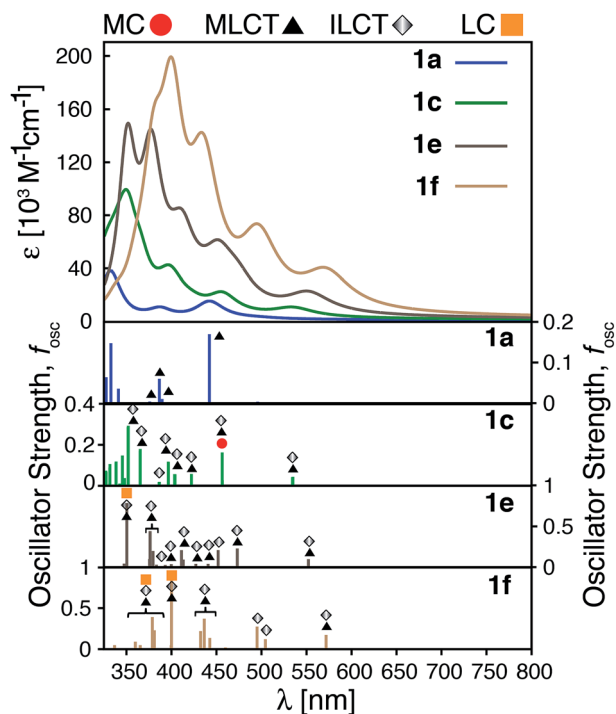 MC MLCT ILCT LC
ε [10³ M⁻¹cm⁻¹]
200
160
120
80
40
0
1a
1c
1e
1f
Oscillator Strength, fosc
Oscillator Strength, fosc
1a
0.2
0.1
0
1c
0.4
0.2
0
1e
1
0.5
0
1f
1
0.5
0
350 400 450 500 550 600 650 700 750 800
λ [nm]